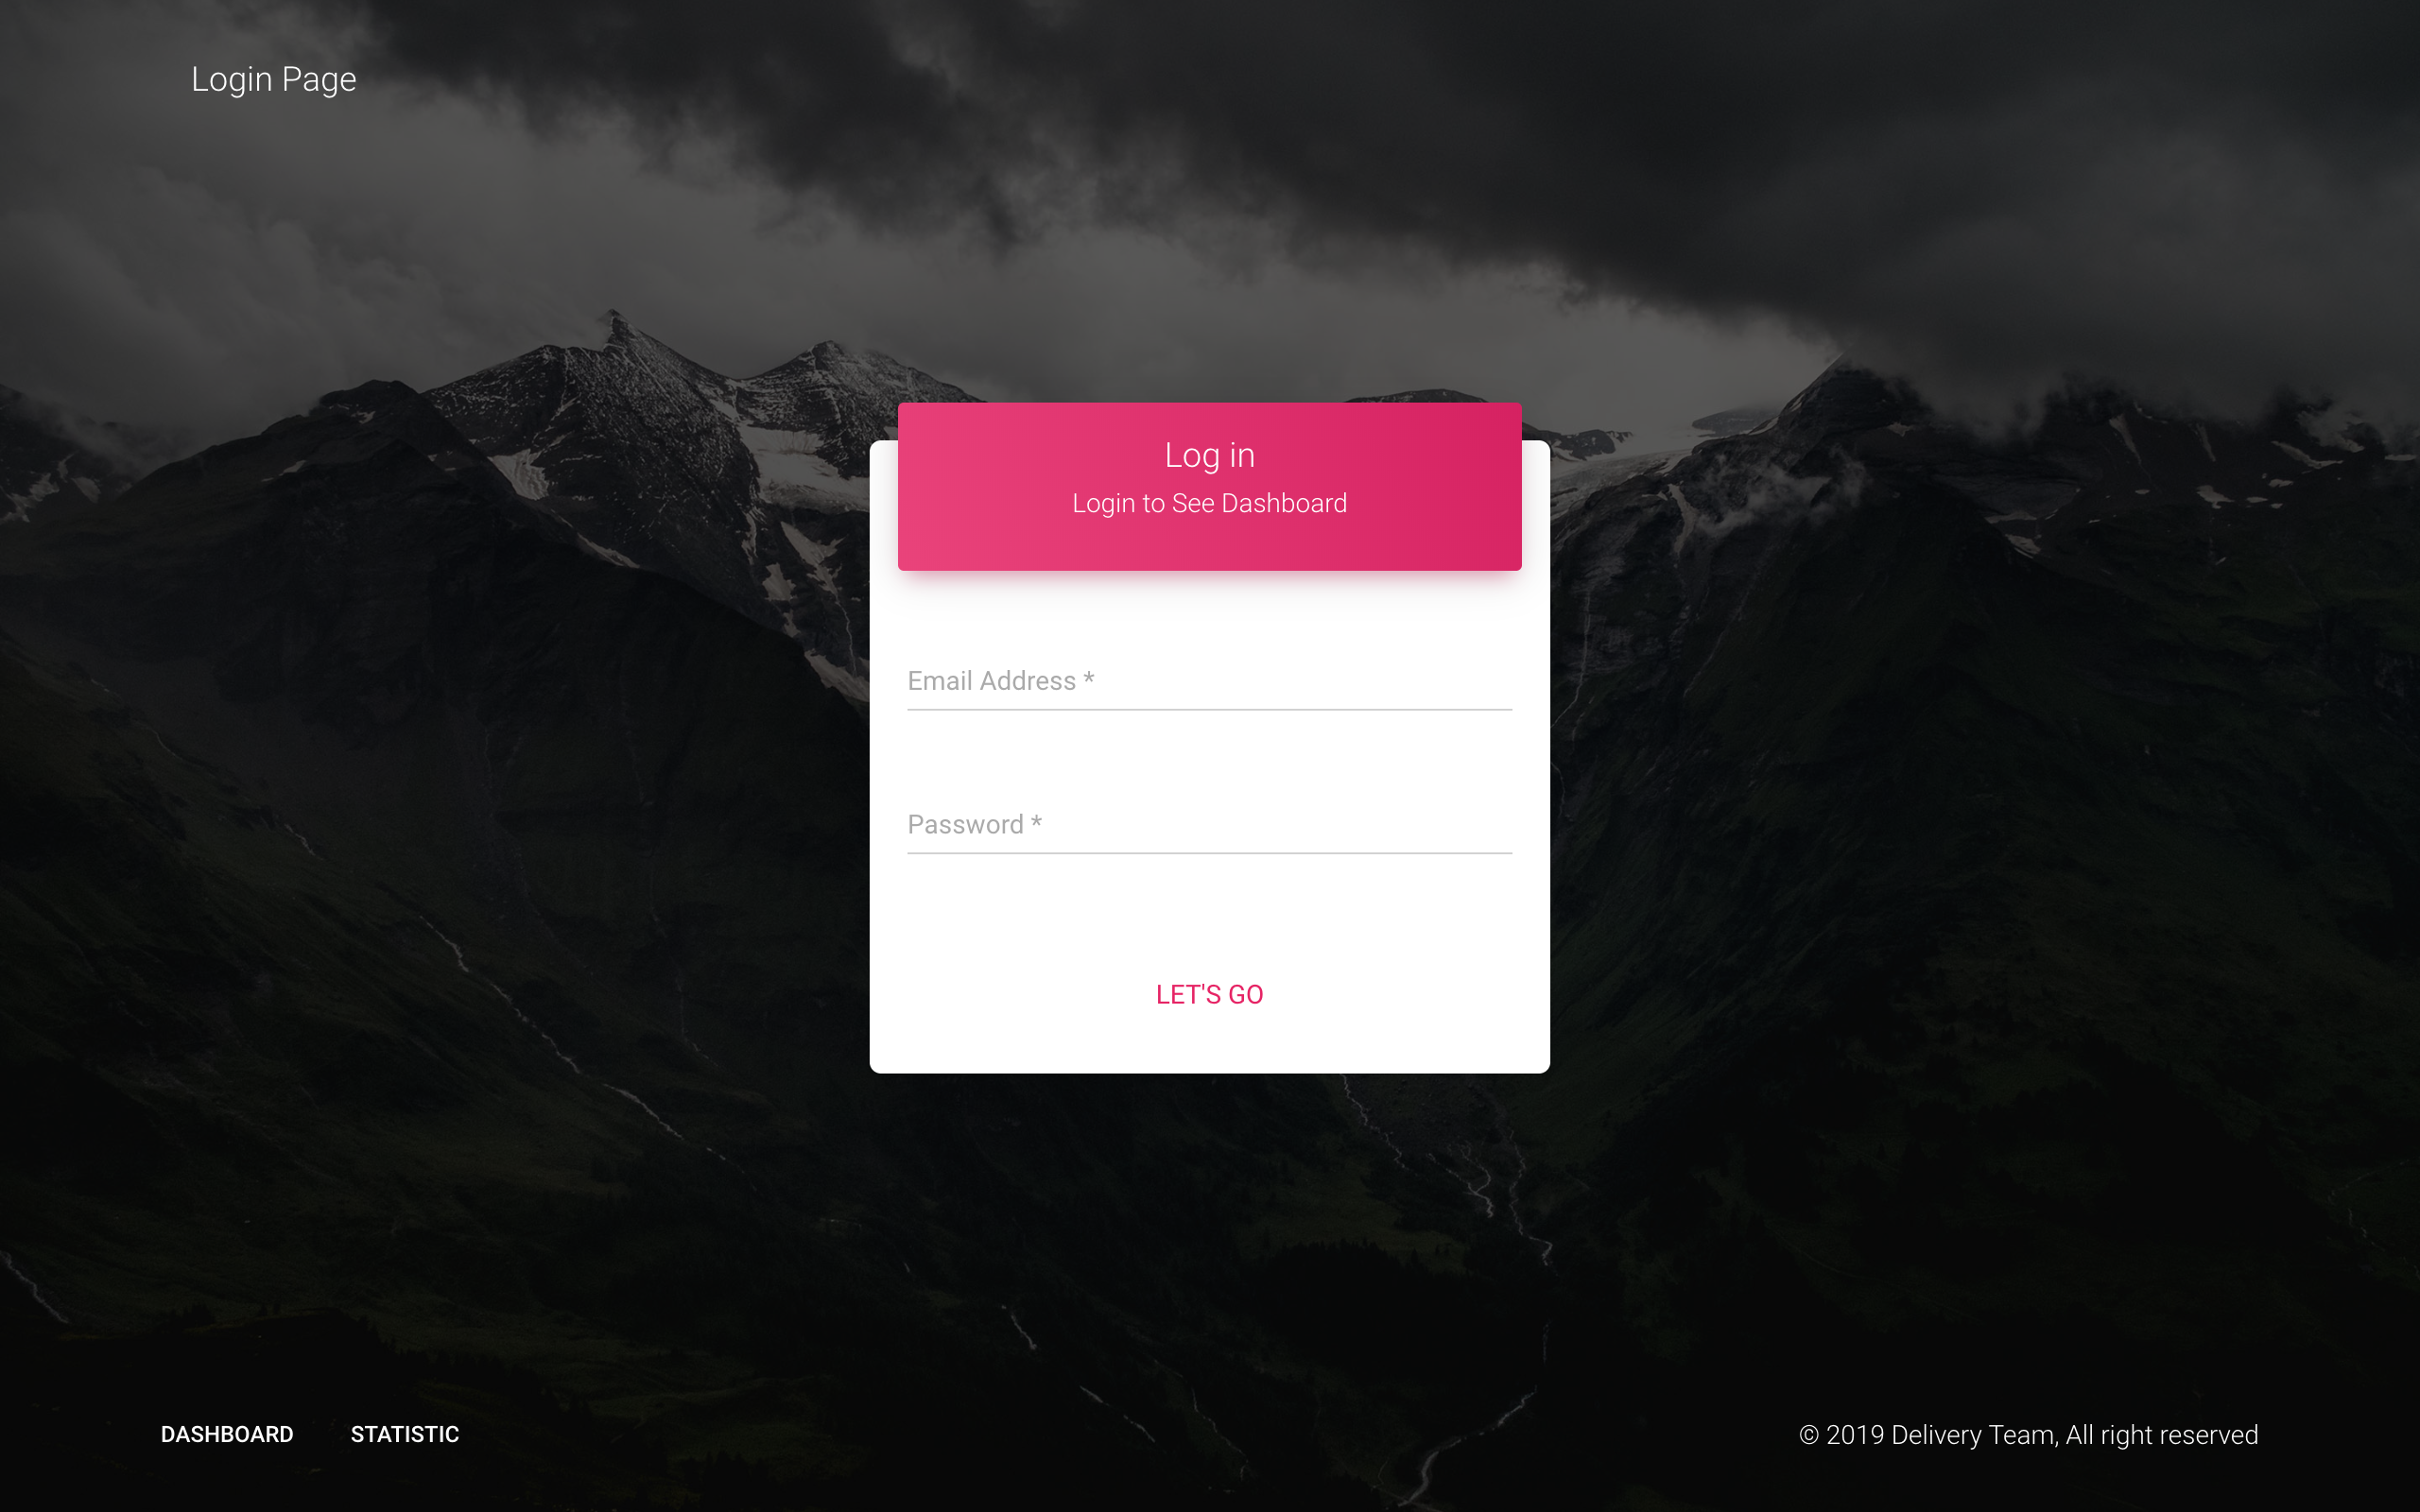 Login Page
Log in
Login to See Dashboard
Email Address *
Password *
LET'S GO
DASHBOARD STATISTIC
© 2019 Delivery Team, All right reserved